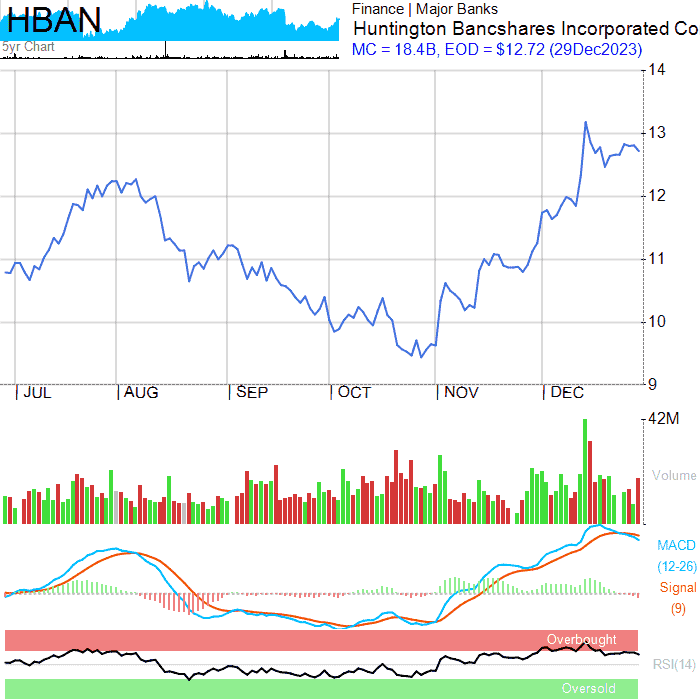 HBAN
5yr Chart
Finance | Major Banks
Huntington Bancshares Incorporated Co
MC = 18.4B, EOD = $12.72 (29Dec2023)
14
13
12
11
10
9
JUL AUG SEP OCT NOV DEC
42M
Volume
MACD
(12-26)
Signal
(9)
Overbought
RSI(14)
Oversold